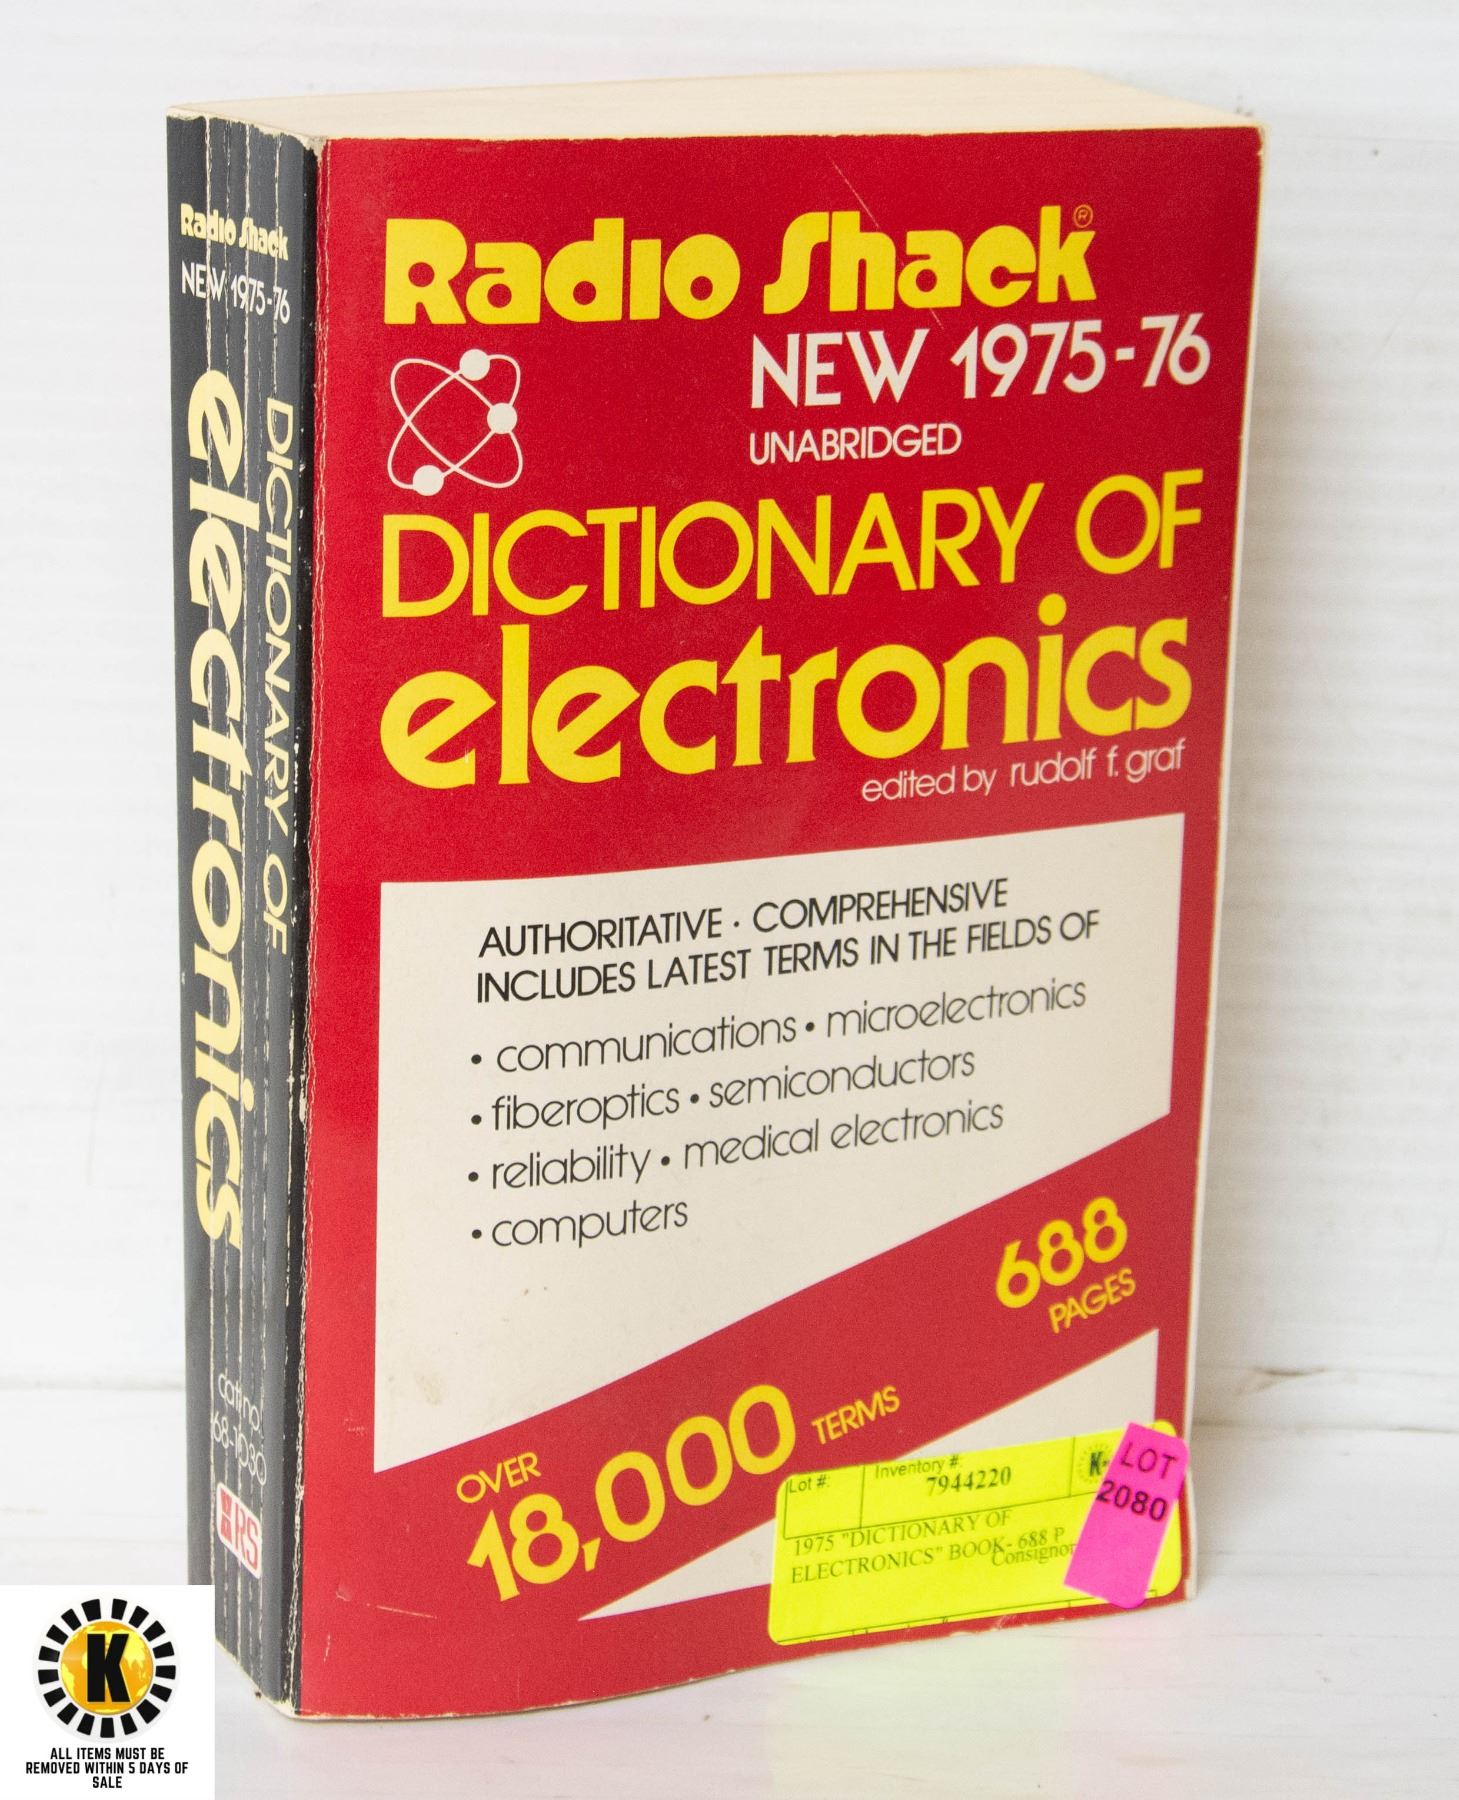 Radio Shack
NEW 1975-76
DICTIONARY OF
electronics
cat. no.
68-1030
RS
Radio Shack®
NEW 1975-76
UNABRIDGED
DICTIONARY OF
electronics
edited by rudolf f. graf
AUTHORITATIVE · COMPREHENSIVE
INCLUDES LATEST TERMS IN THE FIELDS OF
• communications • microelectronics
• fiberoptics • semiconductors
• reliability • medical electronics
• computers
688
PAGES
OVER
18,000 TERMS
Lot #:
Inventory #:
7944220
K
LOT
2080
1975 "DICTIONARY OF
ELECTRONICS" BOOK- 688 P
K
ALL ITEMS MUST BE
REMOVED WITHIN 5 DAYS OF
SALE